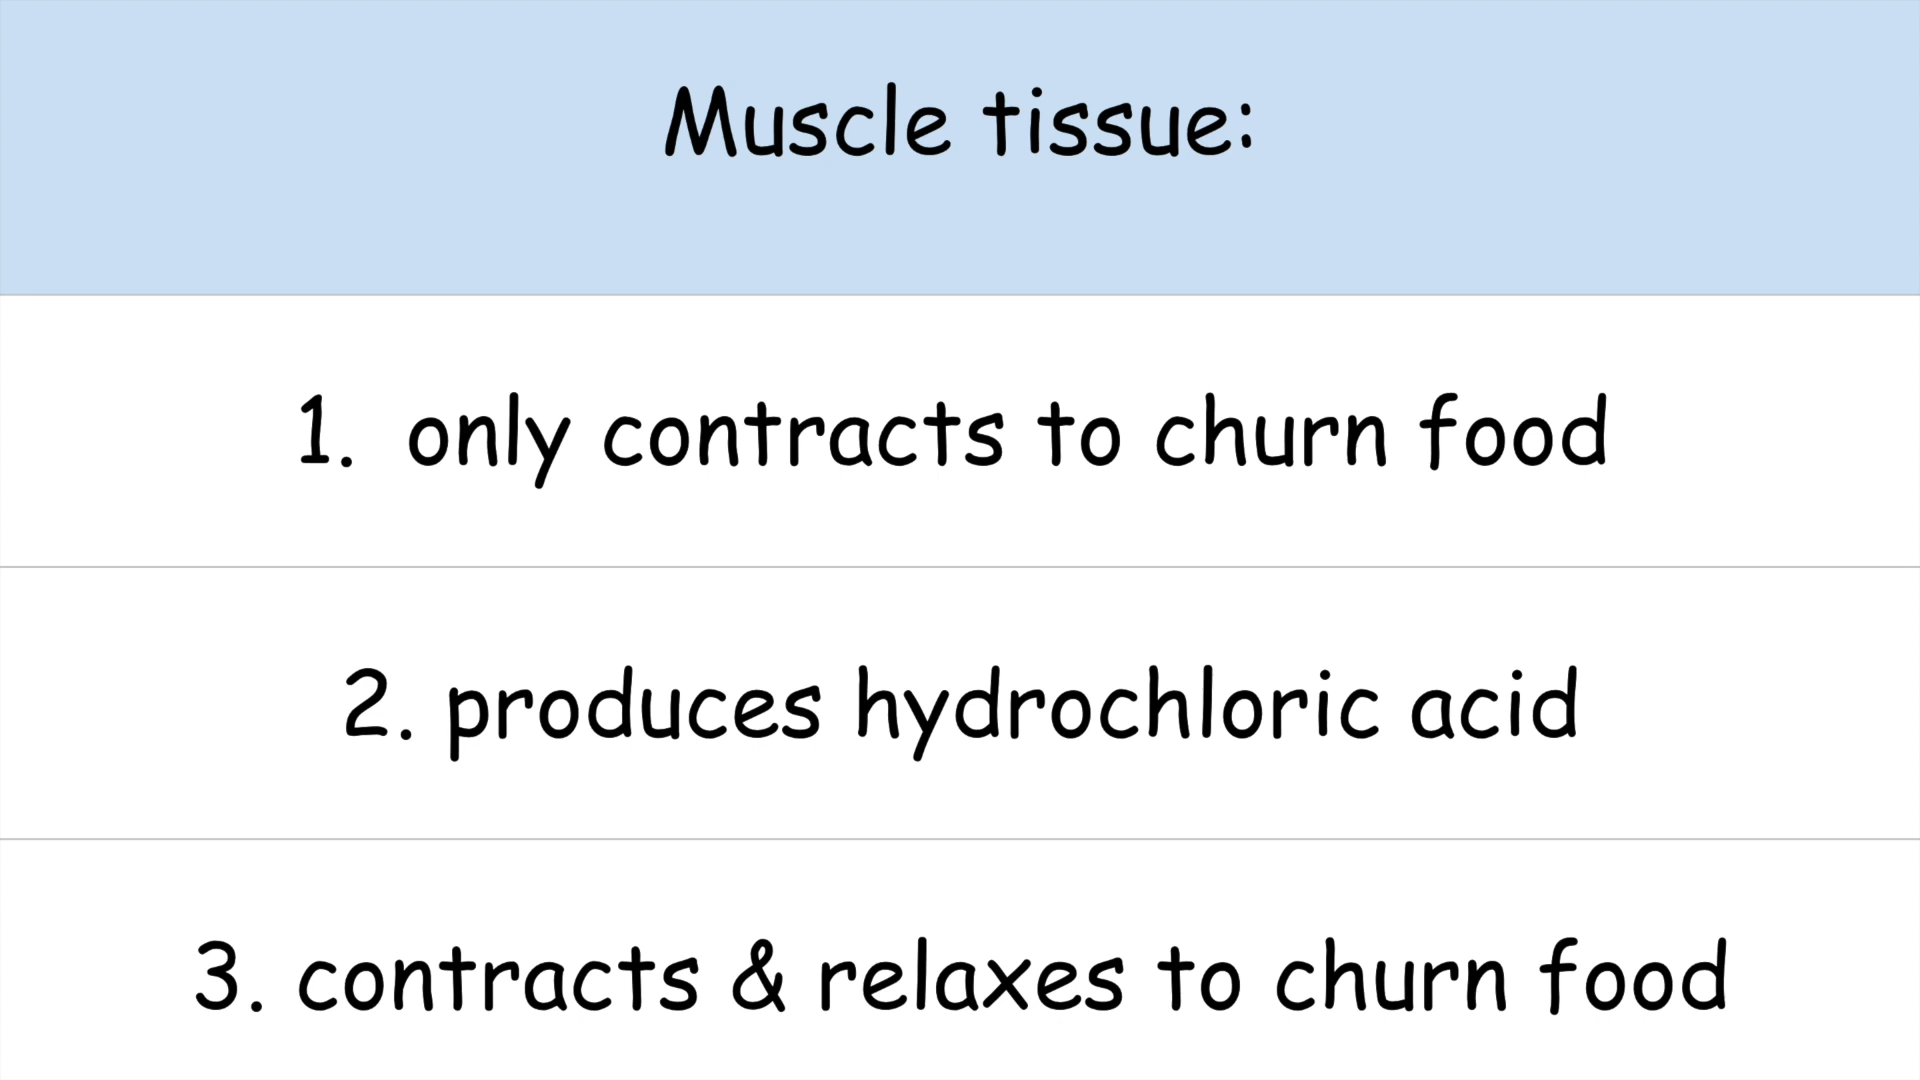 Muscle tissue:
1. only contracts to churn food
2. produces hydrochloric acid
3. contracts & relaxes to churn food